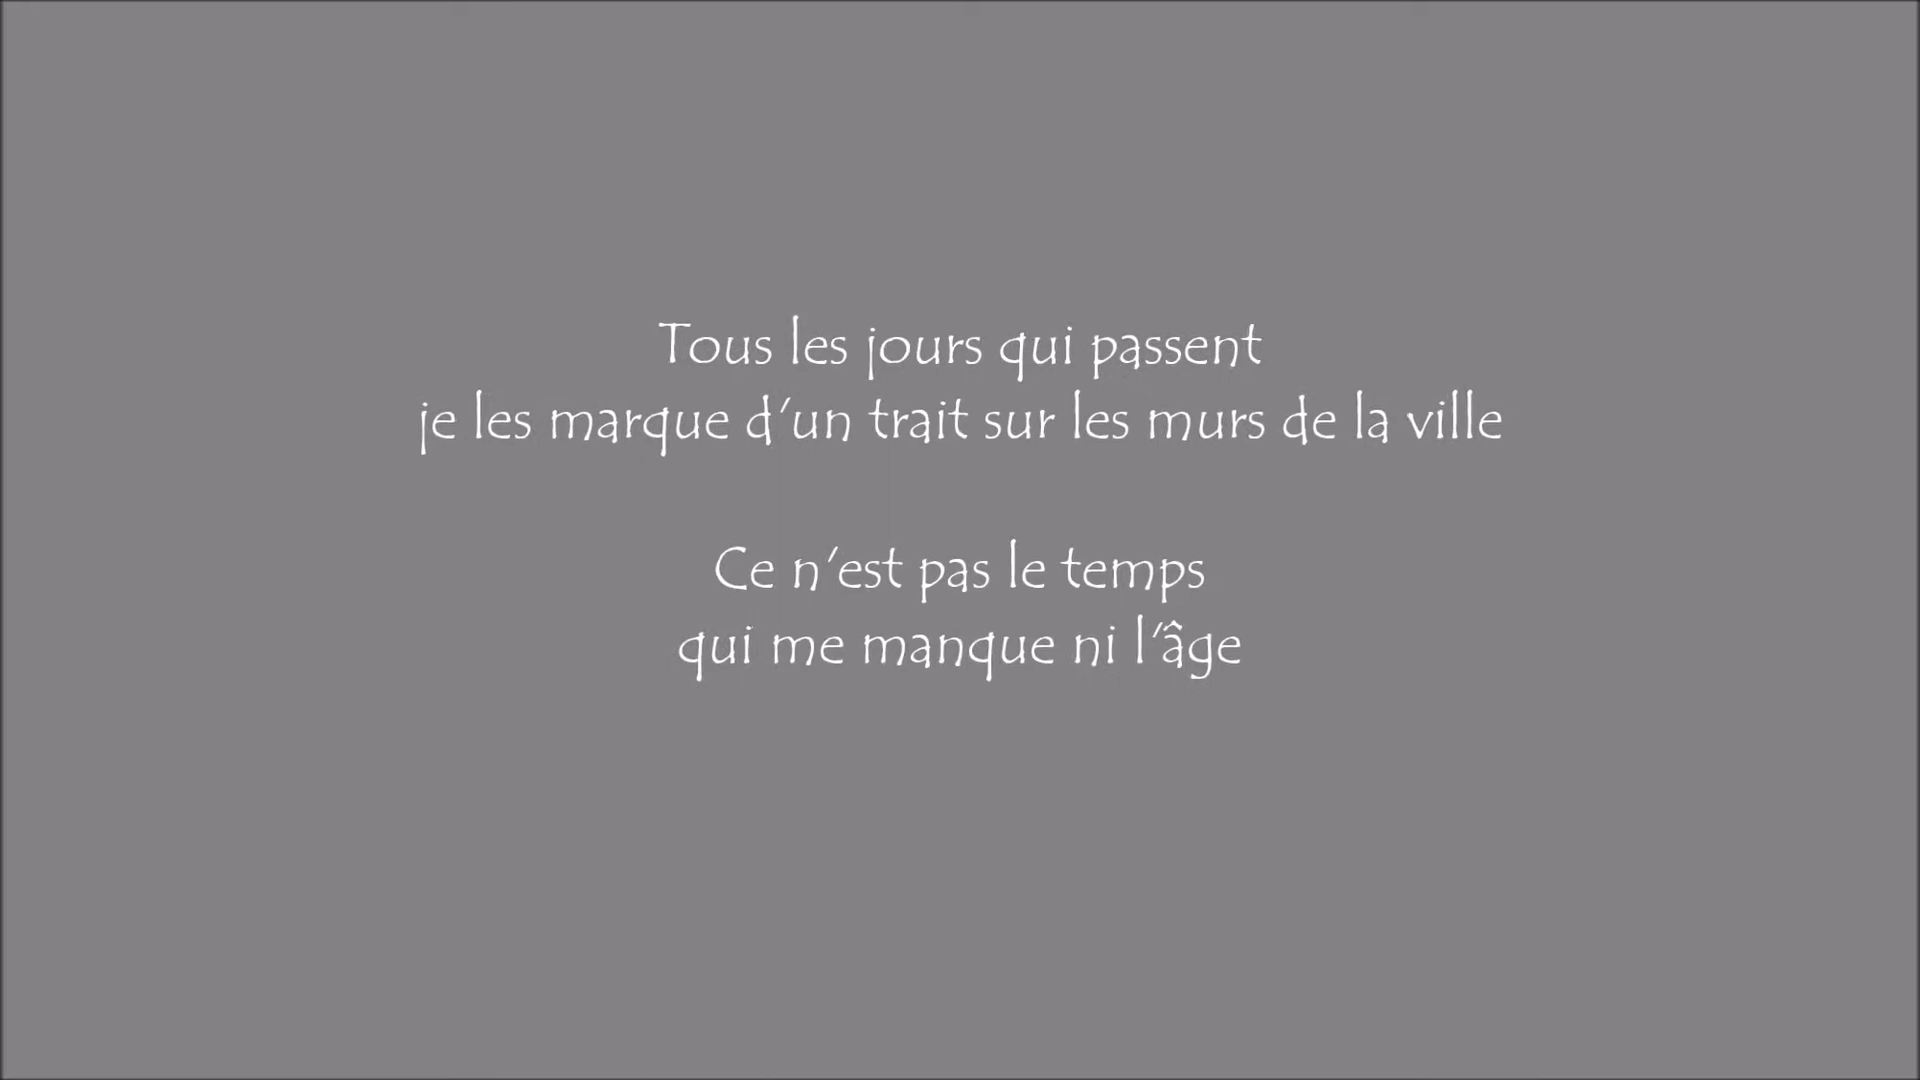 Tous les jours qui passent
je les marque d'un trait sur les murs de la ville
Ce n'est pas le temps
qui me manque ni l'âge